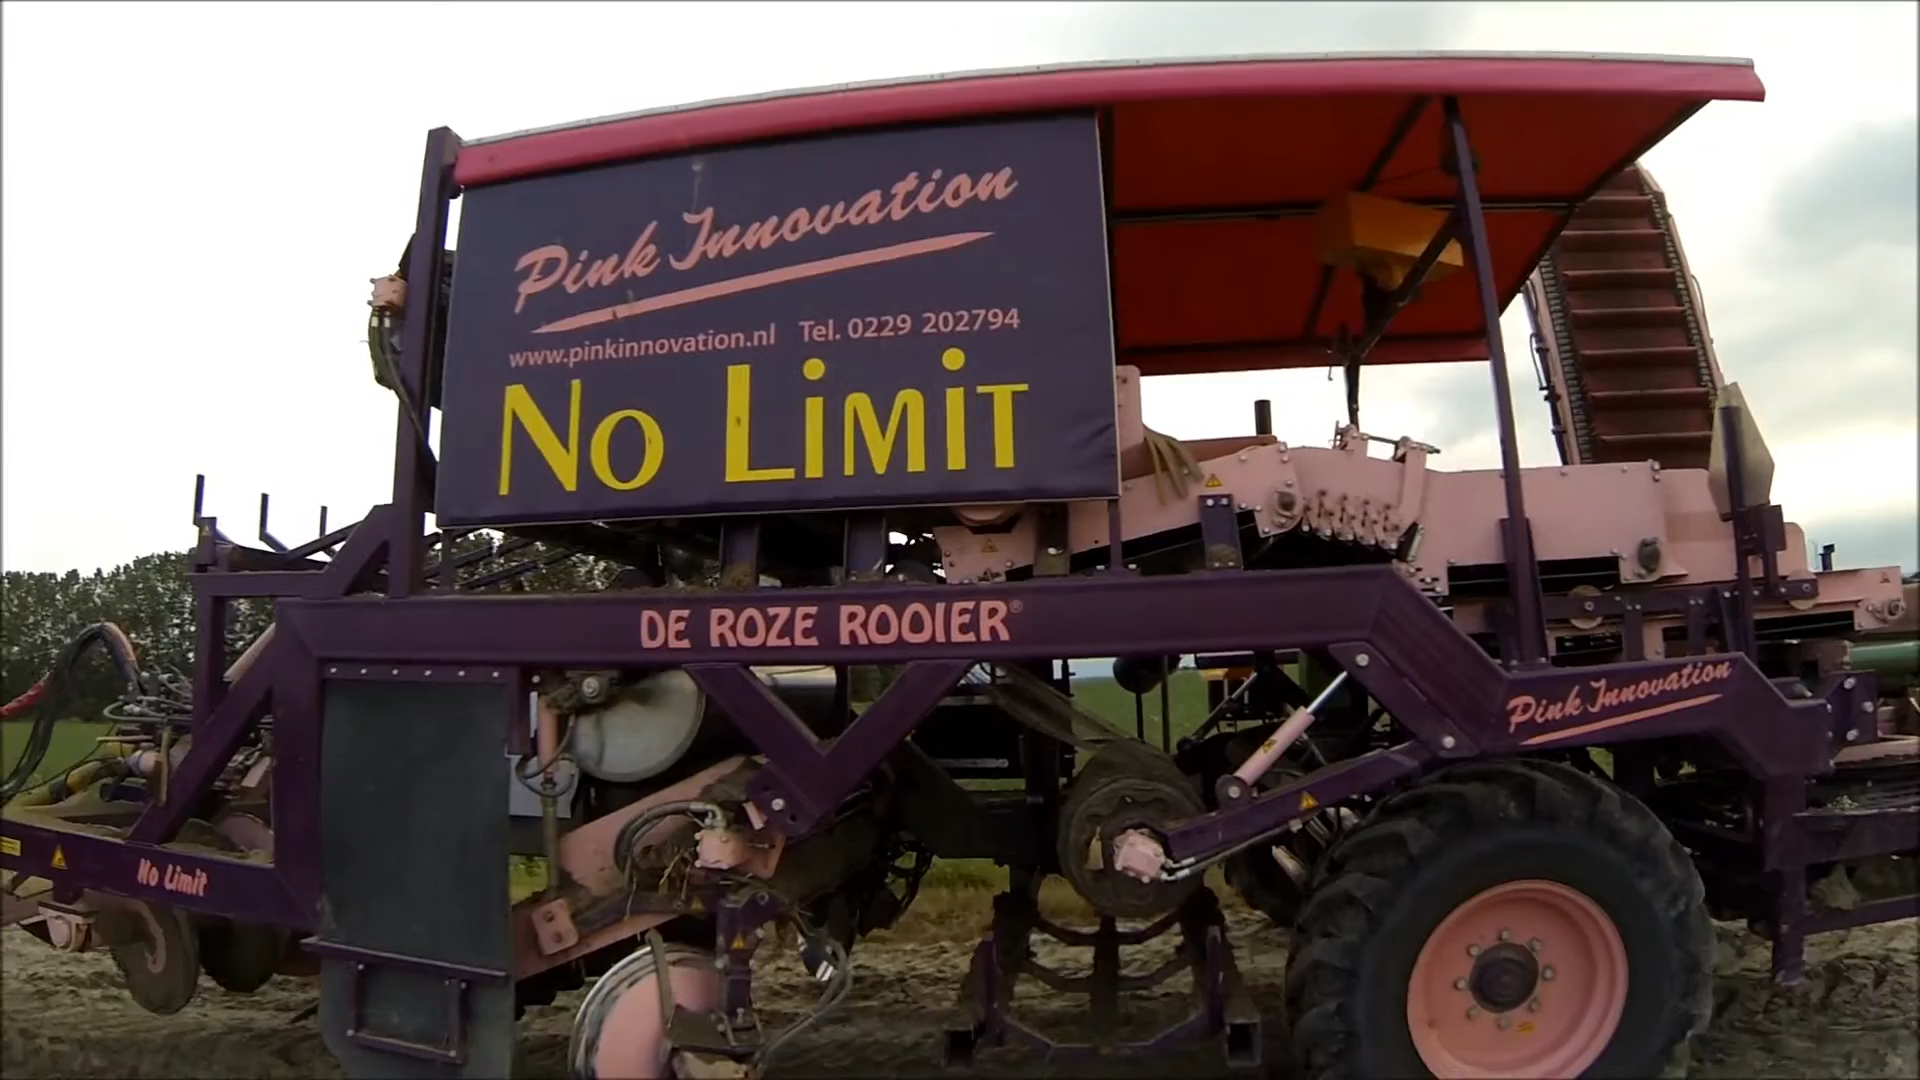 Pink Innovation
www.pinkinnovation.nl Tel. 0229 202794
No Limit
DE ROZE ROOIER®
Pink Innovation
No Limit